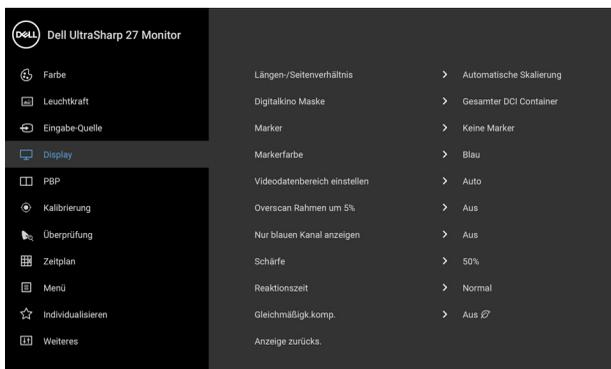 DELL Dell UltraSharp 27 Monitor
Farbe
Leuchtkraft
Eingabe-Quelle
Display
PBP
Kalibrierung
Überprüfung
Zeitplan
Menü
Individualisieren
Weiteres
Längen-/Seitenverhältnis > Automatische Skalierung
Digitalkino Maske > Gesamter DCI Container
Marker > Keine Marker
Markerfarbe > Blau
Videodatenbereich einstellen > Auto
Overscan Rahmen um 5% > Aus
Nur blauen Kanal anzeigen > Aus
Schärfe > 50%
Reaktionszeit > Normal
Gleichmäßigk.komp. > Aus
Anzeige zurücks.